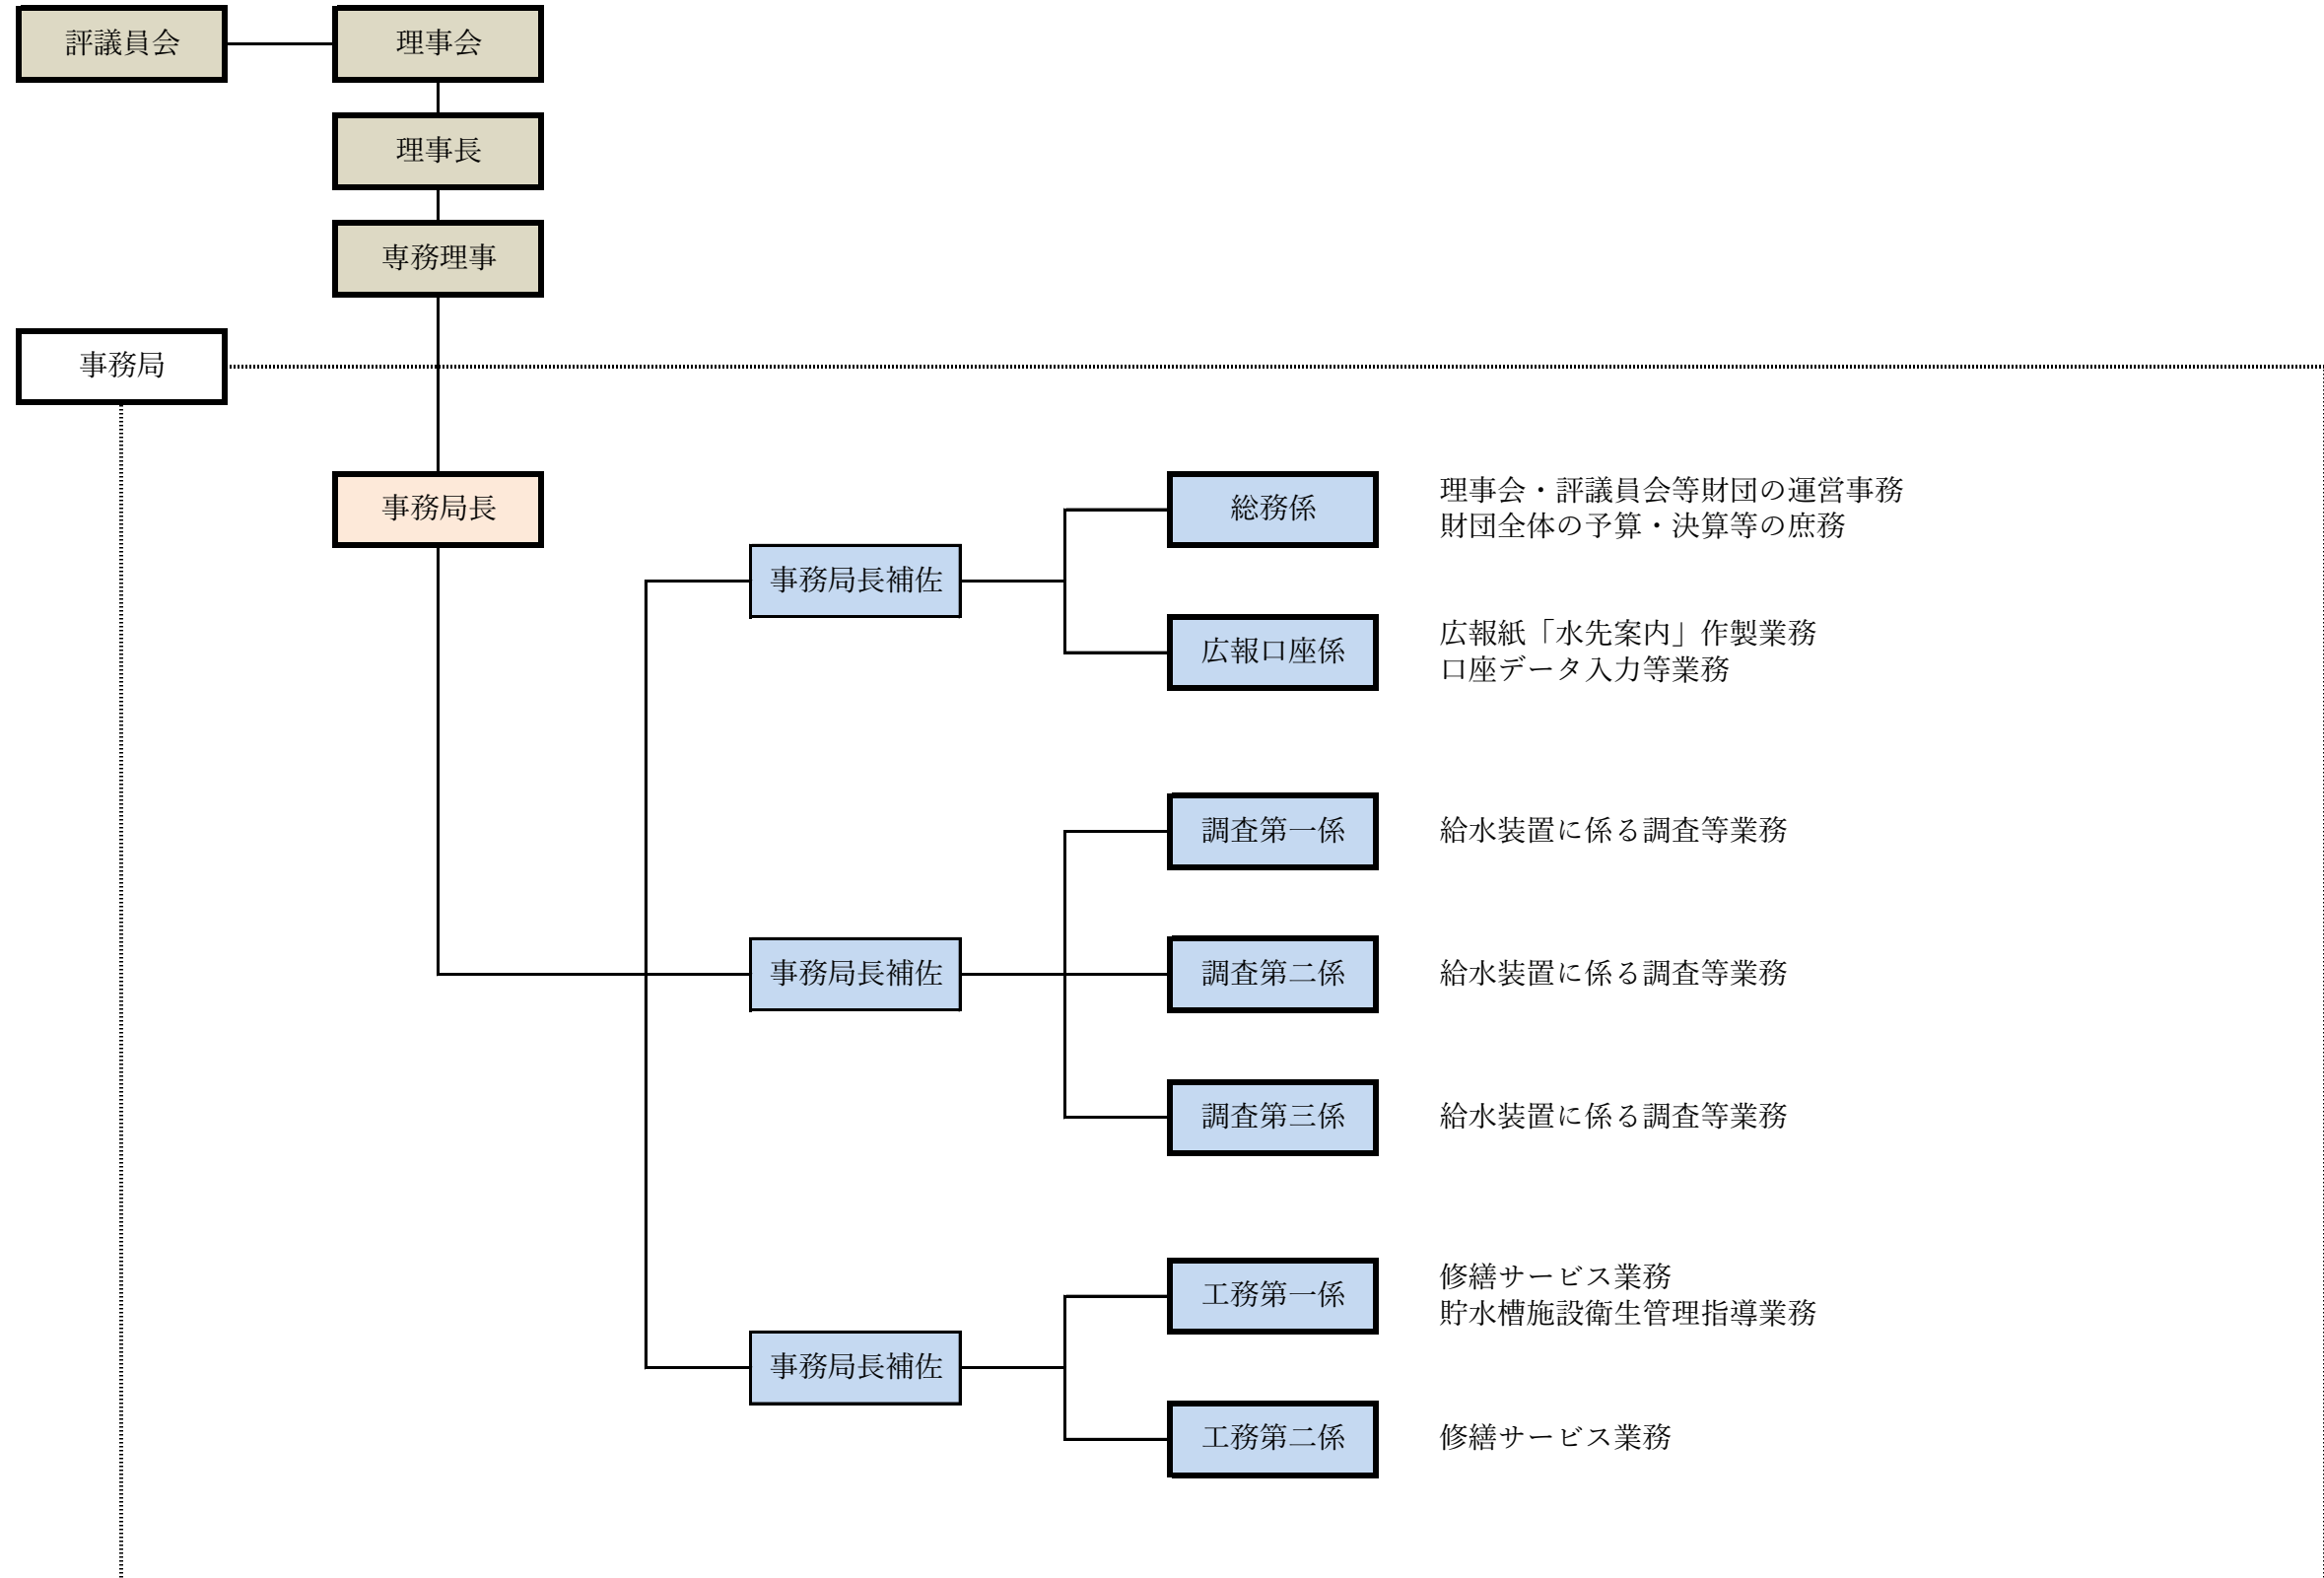 評議員会
理事会
理事長
専務理事
事務局
事務局長
事務局長補佐
総務係
理事会・評議員会等財団の運営事務
財団全体の予算・決算等の庶務
広報口座係
広報紙「水先案内」作製業務
口座データ入力等業務
事務局長補佐
調査第一係
給水装置に係る調査等業務
調査第二係
給水装置に係る調査等業務
調査第三係
給水装置に係る調査等業務
事務局長補佐
工務第一係
修繕サービス業務
貯水槽施設衛生管理指導業務
工務第二係
修繕サービス業務